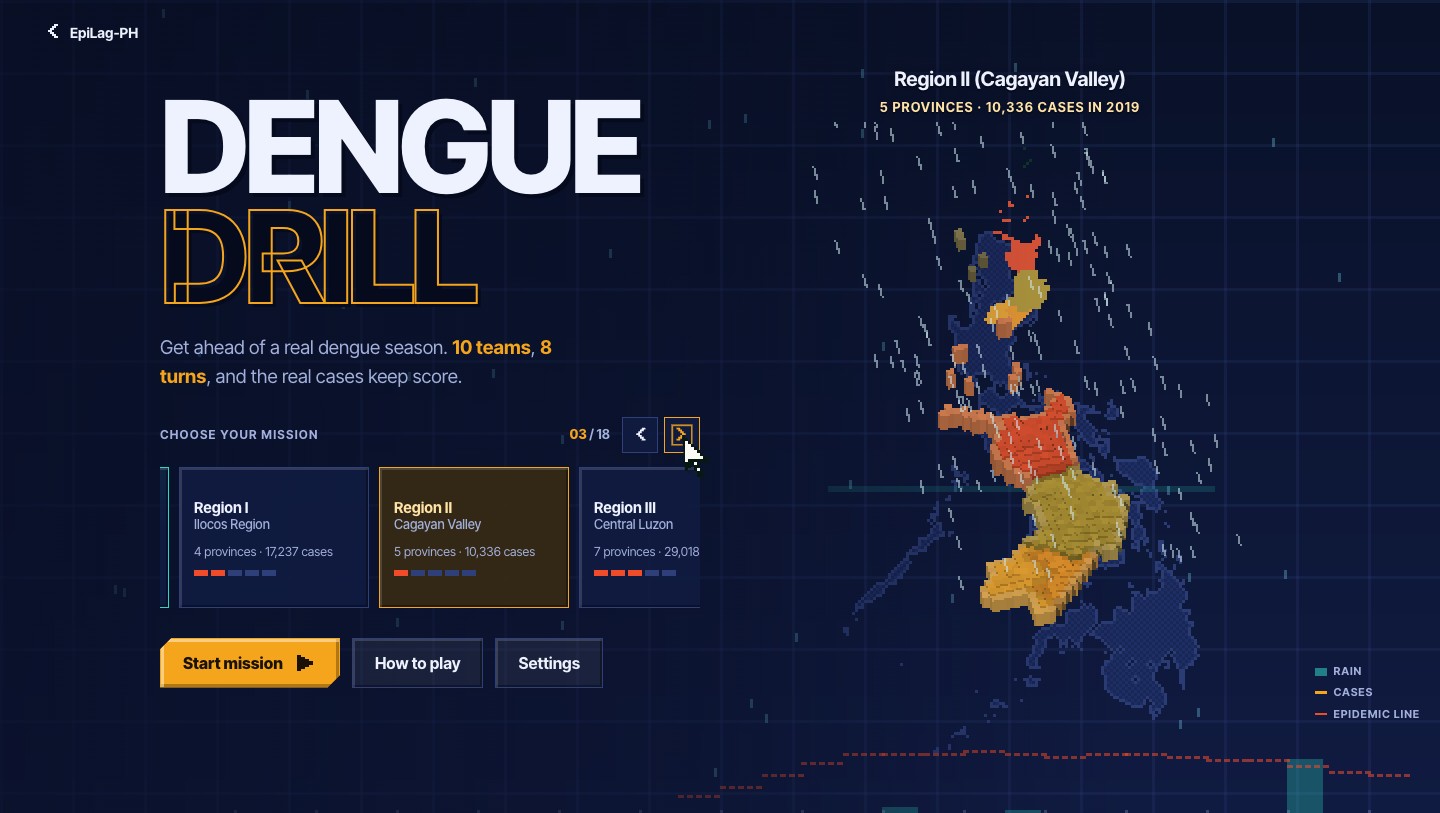 EpiLag-PH
DENGUE
DRILL
Get ahead of a real dengue season. 10 teams, 8
turns, and the real cases keep score.
CHOOSE YOUR MISSION
03 / 18
Region I
Ilocos Region
4 provinces · 17,237 cases
Region II
Cagayan Valley
5 provinces · 10,336 cases
Region III
Central Luzon
7 provinces · 29,018
Start mission
How to play
Settings
Region II (Cagayan Valley)
5 PROVINCES · 10,336 CASES IN 2019
RAIN
CASES
EPIDEMIC LINE